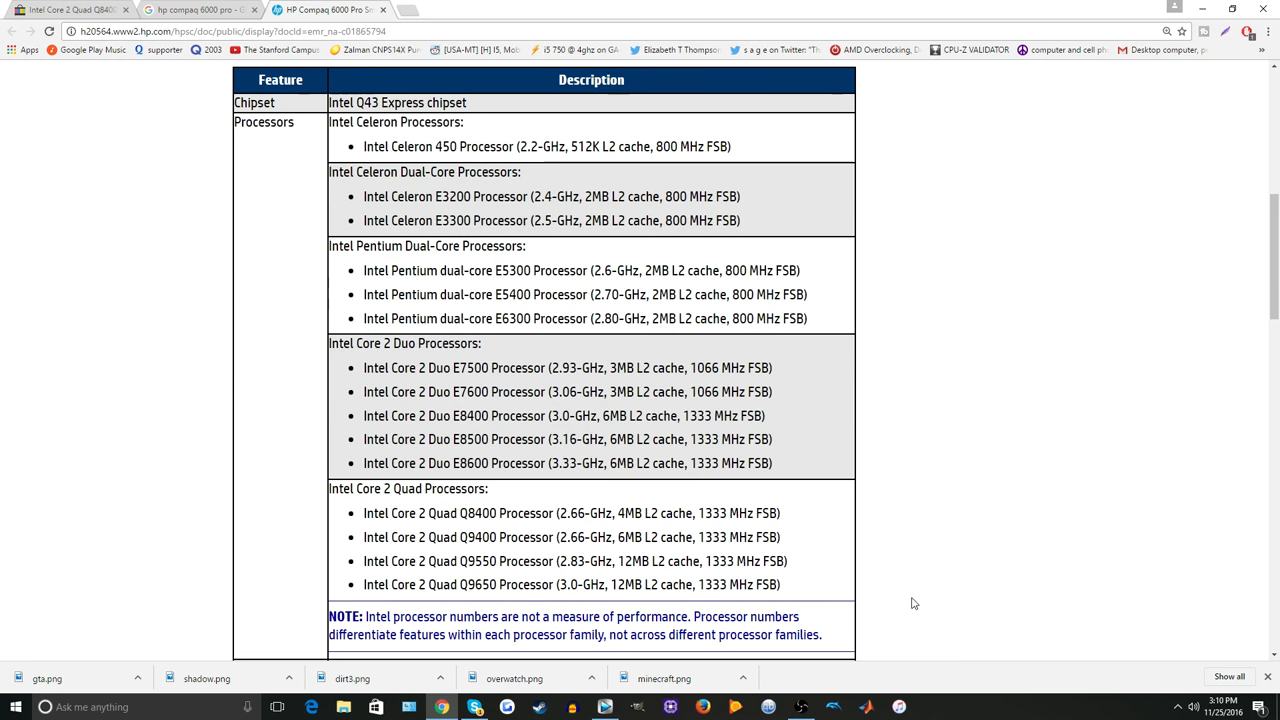 Intel Core 2 Quad Q840
hp compaq 6000 pro - G
HP Compaq 6000 Pro Sm
h20564.www2.hp.com/hpsc/doc/public/display?docId=emr_na-c01865794
Apps
Google Play Music
supporter
2003
The Stanford Campu
Zalman CNPS14X Pur
[USA-MT] [H] I5, Mob
i5 750 @ 4ghz on GA
Elizabeth T Thompson
s a g e on Twitter: "Th
AMD Overclocking, D
CPU-Z VALIDATOR
computer and cell ph
Desktop computer, p
»
Feature Description
Chipset Intel Q43 Express chipset
Processors Intel Celeron Processors:
• Intel Celeron 450 Processor (2.2-GHz, 512K L2 cache, 800 MHz FSB)
Intel Celeron Dual-Core Processors:
• Intel Celeron E3200 Processor (2.4-GHz, 2MB L2 cache, 800 MHz FSB)
• Intel Celeron E3300 Processor (2.5-GHz, 2MB L2 cache, 800 MHz FSB)
Intel Pentium Dual-Core Processors:
• Intel Pentium dual-core E5300 Processor (2.6-GHz, 2MB L2 cache, 800 MHz FSB)
• Intel Pentium dual-core E5400 Processor (2.70-GHz, 2MB L2 cache, 800 MHz FSB)
• Intel Pentium dual-core E6300 Processor (2.80-GHz, 2MB L2 cache, 800 MHz FSB)
Intel Core 2 Duo Processors:
• Intel Core 2 Duo E7500 Processor (2.93-GHz, 3MB L2 cache, 1066 MHz FSB)
• Intel Core 2 Duo E7600 Processor (3.06-GHz, 3MB L2 cache, 1066 MHz FSB)
• Intel Core 2 Duo E8400 Processor (3.0-GHz, 6MB L2 cache, 1333 MHz FSB)
• Intel Core 2 Duo E8500 Processor (3.16-GHz, 6MB L2 cache, 1333 MHz FSB)
• Intel Core 2 Duo E8600 Processor (3.33-GHz, 6MB L2 cache, 1333 MHz FSB)
Intel Core 2 Quad Processors:
• Intel Core 2 Quad Q8400 Processor (2.66-GHz, 4MB L2 cache, 1333 MHz FSB)
• Intel Core 2 Quad Q9400 Processor (2.66-GHz, 6MB L2 cache, 1333 MHz FSB)
• Intel Core 2 Quad Q9550 Processor (2.83-GHz, 12MB L2 cache, 1333 MHz FSB)
• Intel Core 2 Quad Q9650 Processor (3.0-GHz, 12MB L2 cache, 1333 MHz FSB)
NOTE: Intel processor numbers are not a measure of performance. Processor numbers
differentiate features within each processor family, not across different processor families.
gta.png
shadow.png
dirt3.png
overwatch.png
minecraft.png
Show all
Ask me anything
3:10 PM
11/25/2016